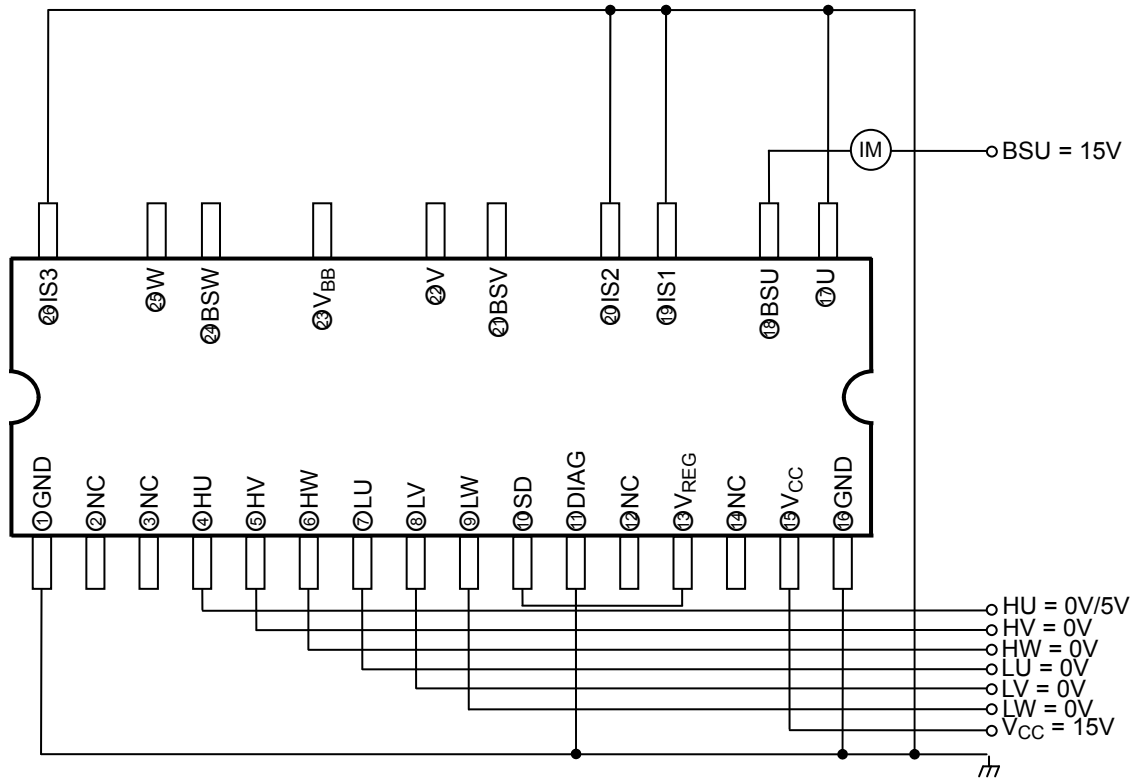 IM
BSU = 15V
㉖IS3
㉕W
㉔BSW
㉓VBB
㉒V
㉑BSV
⑳IS2
⑲IS1
⑱BSU
⑰U
①GND
②NC
③NC
④HU
⑤HV
⑥HW
⑦LU
⑧LV
⑨LW
⑩SD
⑪DIAG
⑫NC
⑬VREG
⑭NC
⑮VCC
⑯GND
HU = 0V/5V
HV = 0V
HW = 0V
LU = 0V
LV = 0V
LW = 0V
VCC = 15V